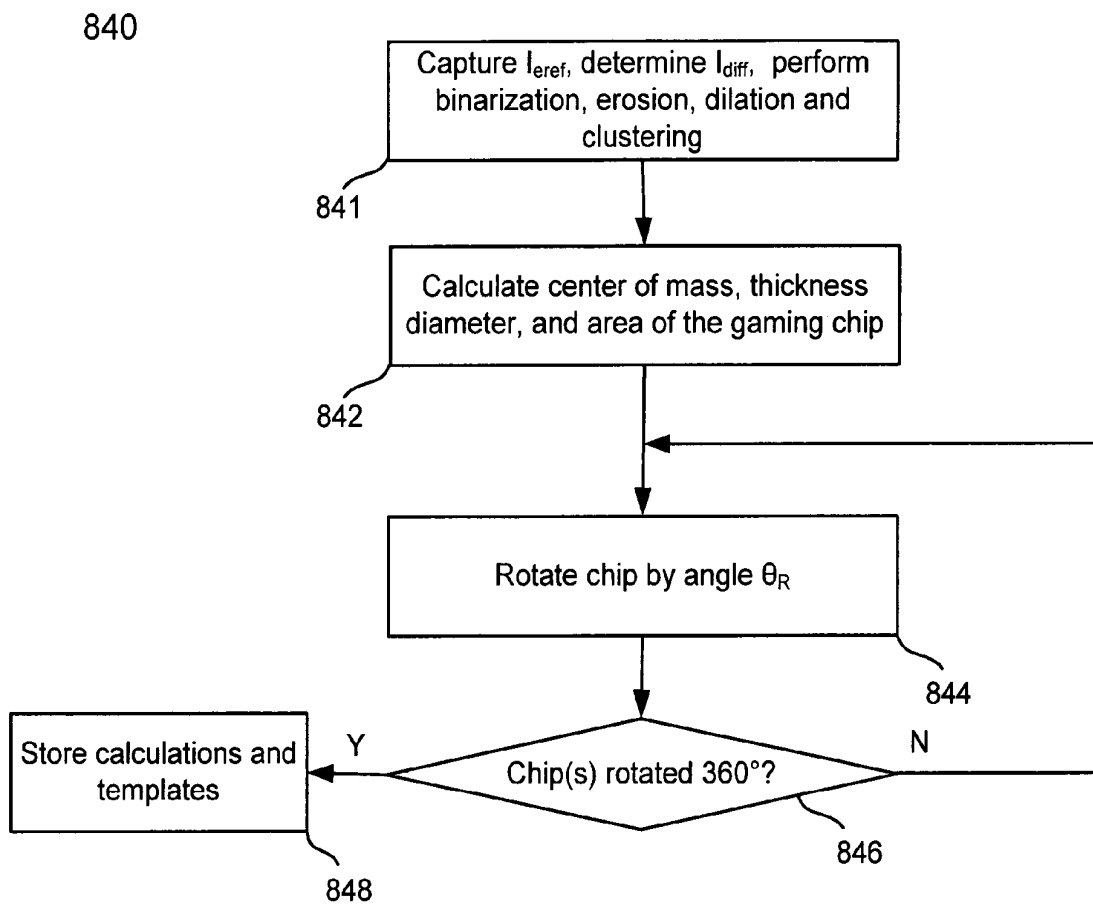 840
Capture I_eref, determine I_diff, perform
binarization, erosion, dilation and
clustering
841
Calculate center of mass, thickness
diameter, and area of the gaming chip
842
Rotate chip by angle θ_R
844
Chip(s) rotated 360°?
Y
N
846
Store calculations and
templates
848